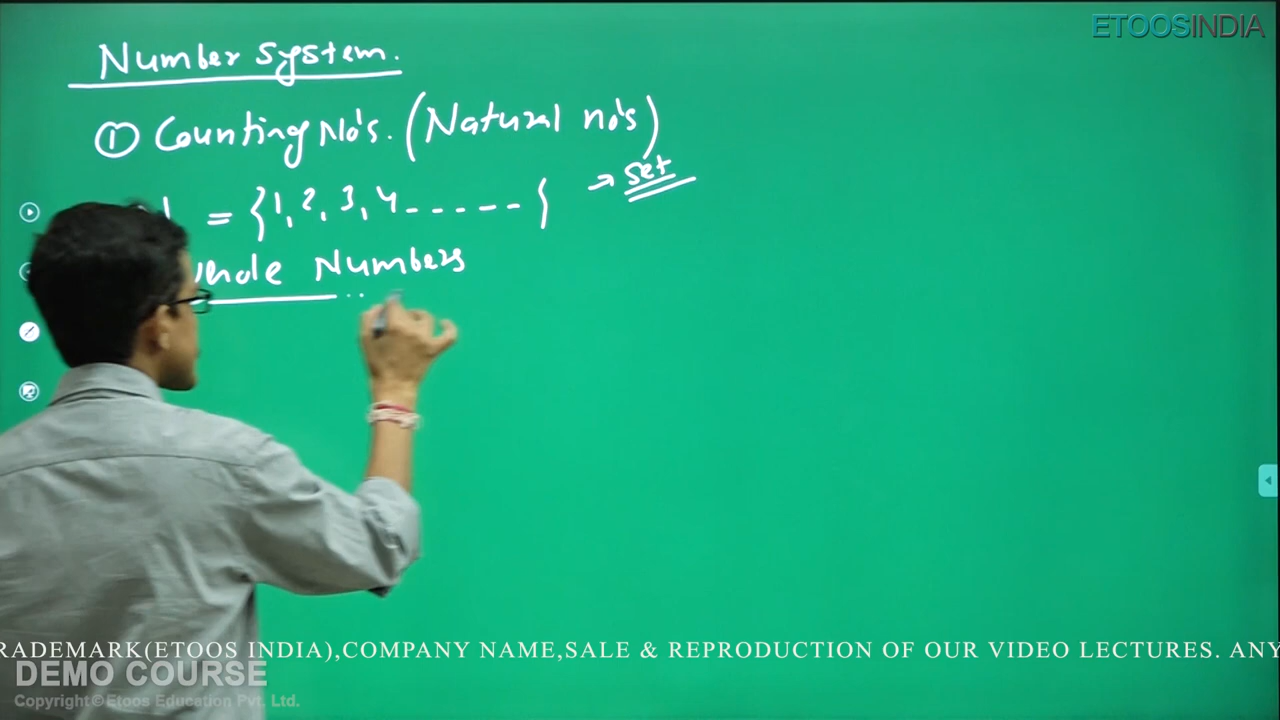 ETOOSINDIA
Number system.
① Counting No's. (Natural no's)
= {1, 2, 3, 4 - - - - - } → set
whole Numbers
RADEMARK(ETOOS INDIA),COMPANY NAME,SALE & REPRODUCTION OF OUR VIDEO LECTURES. ANY
DEMO COURSE
Copyright © Etoos Education Pvt. Ltd.